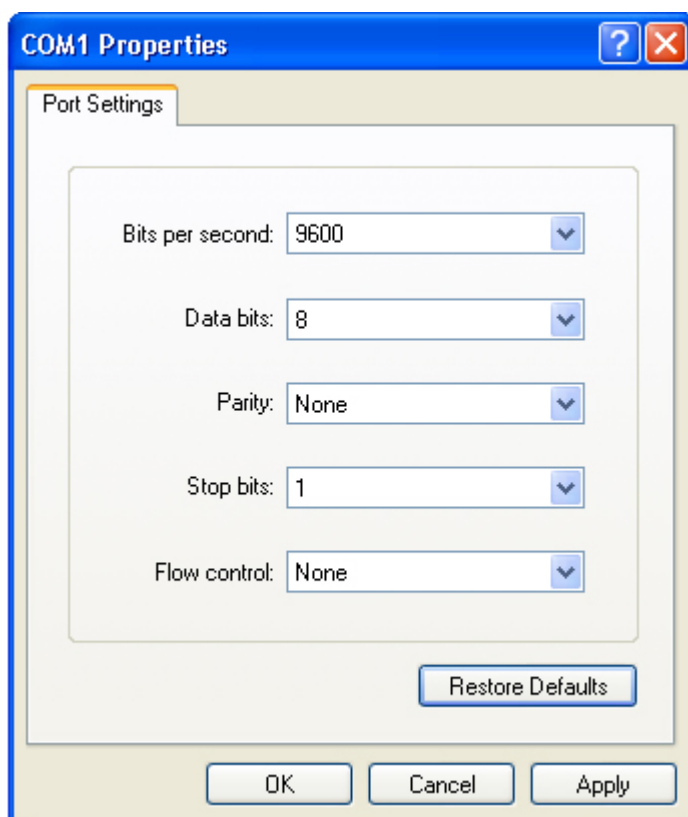 COM1 Properties
?
Port Settings
Bits per second: 9600
Data bits: 8
Parity: None
Stop bits: 1
Flow control: None
Restore Defaults
OK Cancel Apply